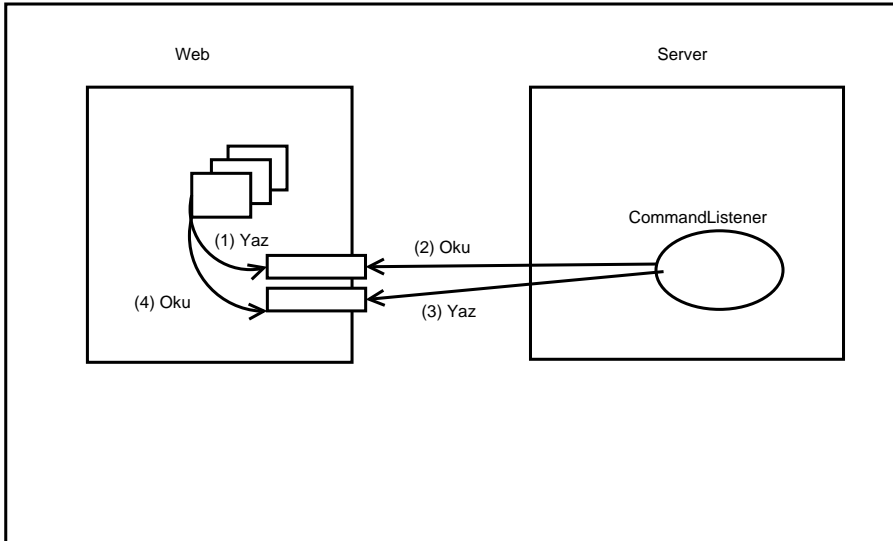 Web
Server
CommandListener
(1) Yaz
(2) Oku
(4) Oku
(3) Yaz